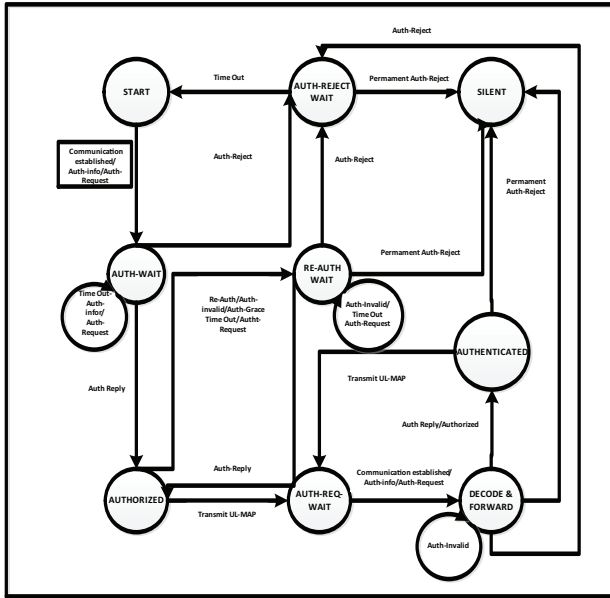 Auth-Reject
START
Time Out
AUTH-REJECT
WAIT
Permamant Auth-Reject
SILENT
Communication
established/
Auth-info/Auth-
Request
Auth-Reject
Auth-Reject
Permament
Auth-Reject
AUTH-WAIT
RE-AUTH
WAIT
Permament Auth-Reject
Time Out-
Auth-
infor/
Auth-
Request
Re-Auth/Auth-
invalid/Auth-Grace
Time Out/Autht-
Request
Auth-Invalid/
Time Out
Auth-Request
AUTHENTICATED
Transmit UL-MAP
Auth Reply
Auth Reply/Authorized
Auth-Reply
Communication established/
Auth-info/Auth-Request
AUTHORIZED
Transmit UL-MAP
AUTH-REQ-
WAIT
DECODE &
FORWARD
Auth-Invalid